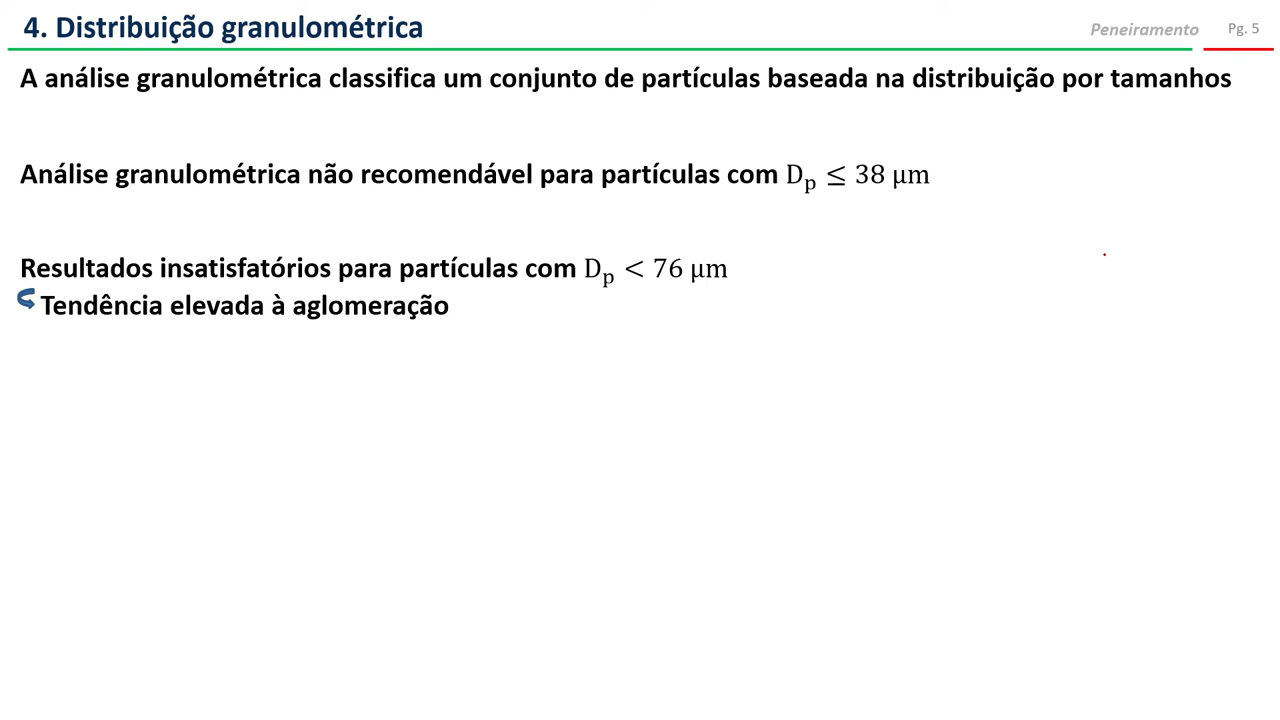 4. Distribuição granulométrica
Peneiramento
Pg. 5
A análise granulométrica classifica um conjunto de partículas baseada na distribuição por tamanhos
Análise granulométrica não recomendável para partículas com Dₚ ≤ 38 μm
Resultados insatisfatórios para partículas com Dₚ < 76 μm
Tendência elevada à aglomeração